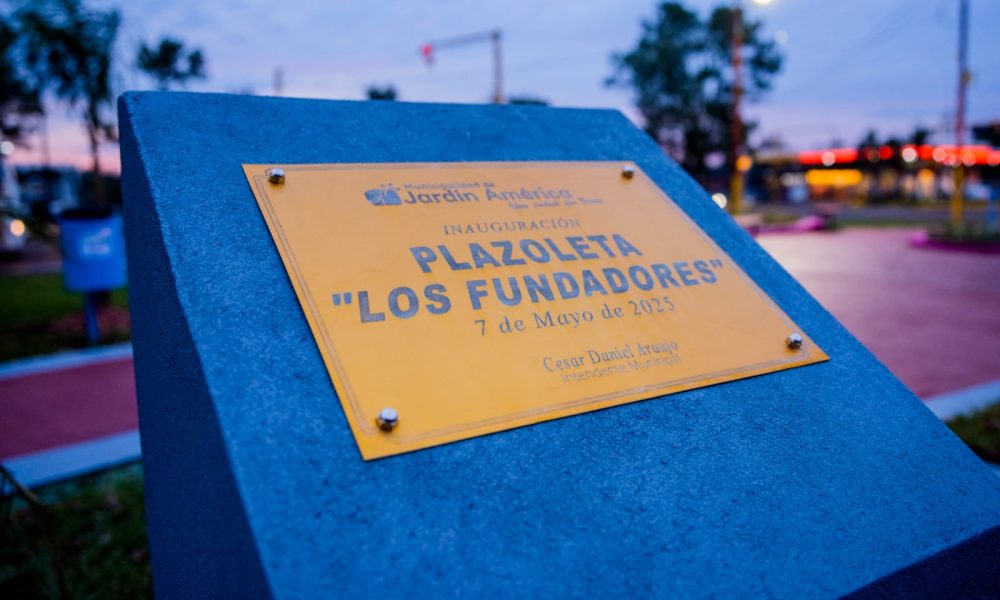 Municipalidad de
Jardín América
INAUGURACIÓN
PLAZOLETA
"LOS FUNDADORES"
7 de Mayo de 2025
Cesar Daniel Araujo
Intendente Municipal